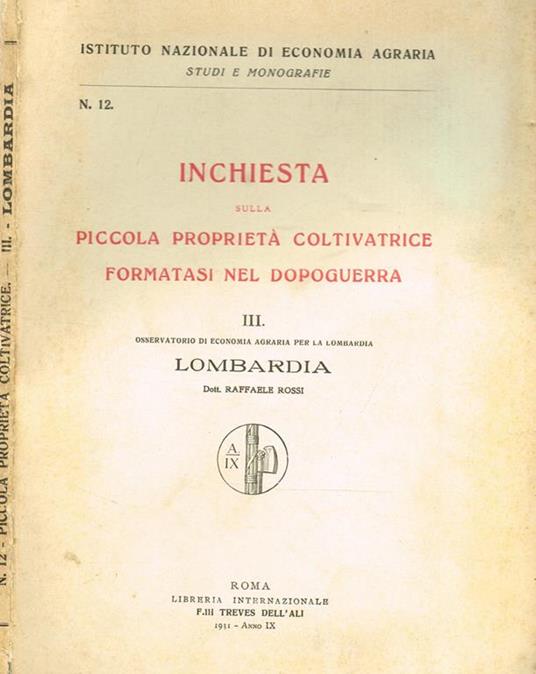 ISTITUTO NAZIONALE DI ECONOMIA AGRARIA
STUDI E MONOGRAFIE
N. 12.
INCHIESTA
SULLA
PICCOLA PROPRIETÀ COLTIVATRICE
FORMATASI NEL DOPOGUERRA
III.
OSSERVATORIO DI ECONOMIA AGRARIA PER LA LOMBARDIA
LOMBARDIA
Dott. RAFFAELE ROSSI
A.
IX
ROMA
LIBRERIA INTERNAZIONALE
F.lli TREVES DELL'ALI
1931 - ANNO IX
N. 12 - PICCOLA PROPRIETÀ COLTIVATRICE. — III. - LOMBARDIA